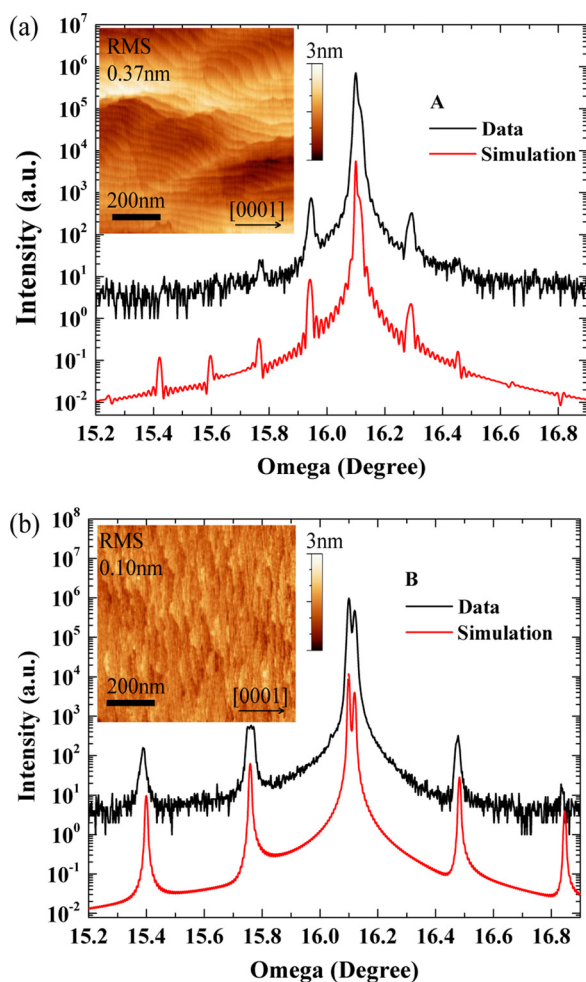 (a)
RMS
0.37nm
200nm
[0001]
3nm
A
Data
Simulation
Intensity (a.u.)
10^7
10^6
10^5
10^4
10^3
10^2
10^1
10^0
10^-1
10^-2
15.2 15.4 15.6 15.8 16.0 16.2 16.4 16.6 16.8
Omega (Degree)
(b)
RMS
0.10nm
200nm
[0001]
3nm
B
Data
Simulation
Intensity (a.u.)
10^8
10^7
10^6
10^5
10^4
10^3
10^2
10^1
10^0
10^-1
10^-2
15.2 15.4 15.6 15.8 16.0 16.2 16.4 16.6 16.8
Omega (Degree)